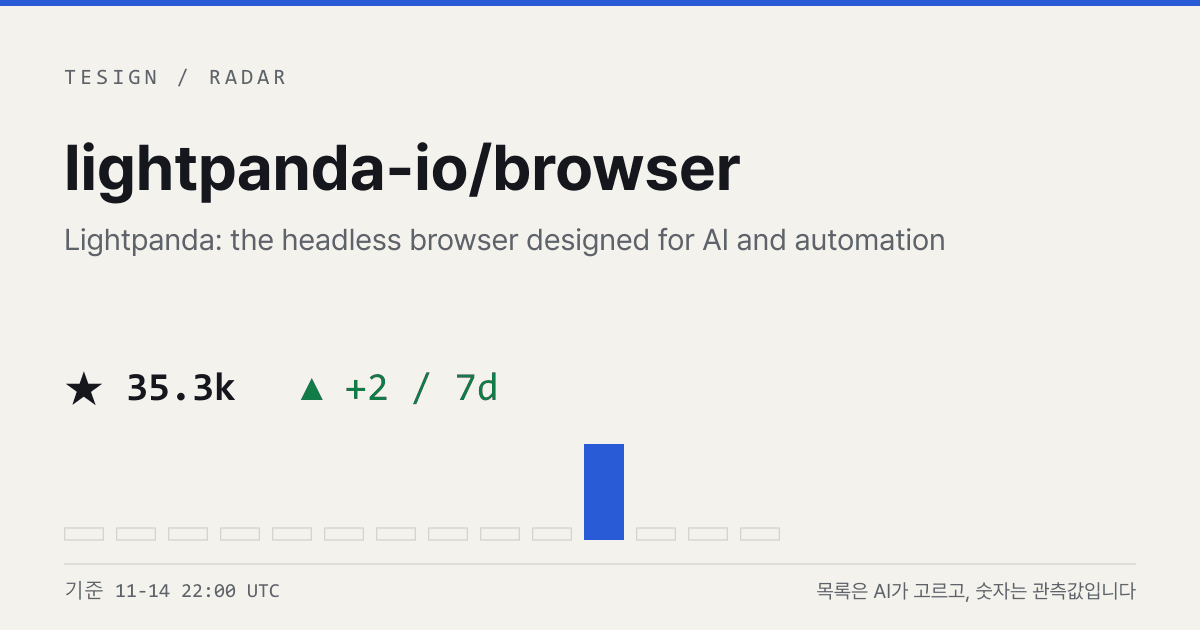 TESIGN / RADAR
lightpanda-io/browser
Lightpanda: the headless browser designed for AI and automation
★ 35.3k ▲ +2 / 7d
기준 11-14 22:00 UTC
목록은 AI가 고르고, 숫자는 관측값입니다